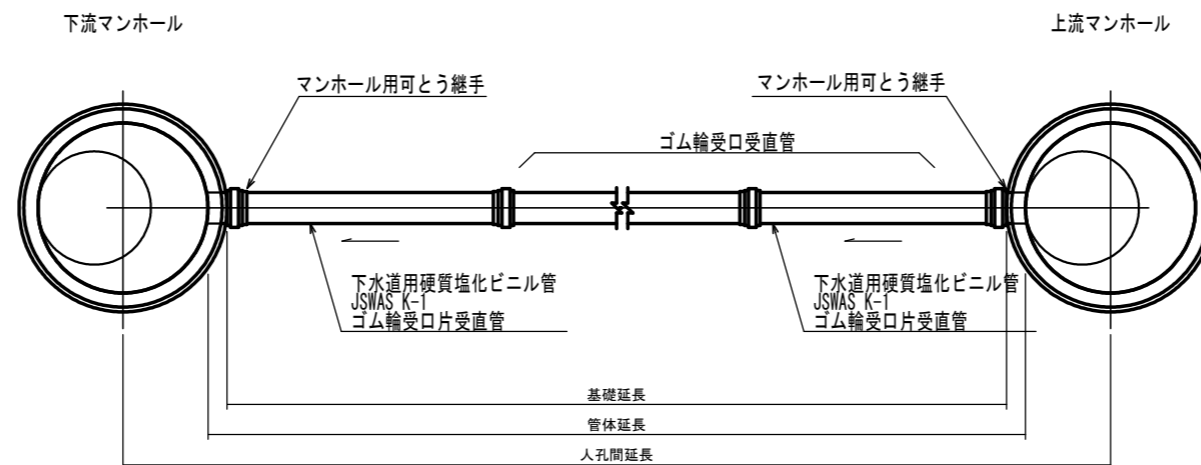 下流マンホール
上流マンホール
マンホール用可とう継手
マンホール用可とう継手
ゴム輪受口受直管
下水道用硬質塩化ビニル管
JSWAS K-1
ゴム輪受口片受直管
下水道用硬質塩化ビニル管
JSWAS K-1
ゴム輪受口片受直管
基礎延長
管体延長
人孔間延長